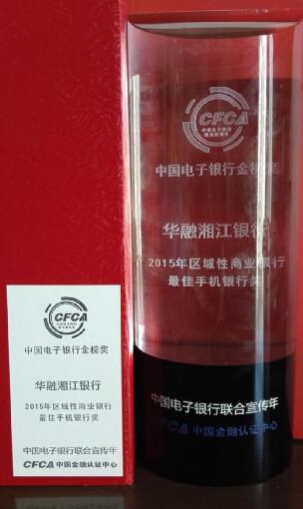 CFCA
中国电子银行金榜奖
华融湘江银行
2015年区域性商业银行
最佳手机银行奖
中国电子银行联合宣传年
CFCA 中国金融认证中心
CFCA
中国电子银行金榜奖
华融湘江银行
2015年区域性商业银行
最佳手机银行奖
中国电子银行联合宣传年
CFCA 中国金融认证中心